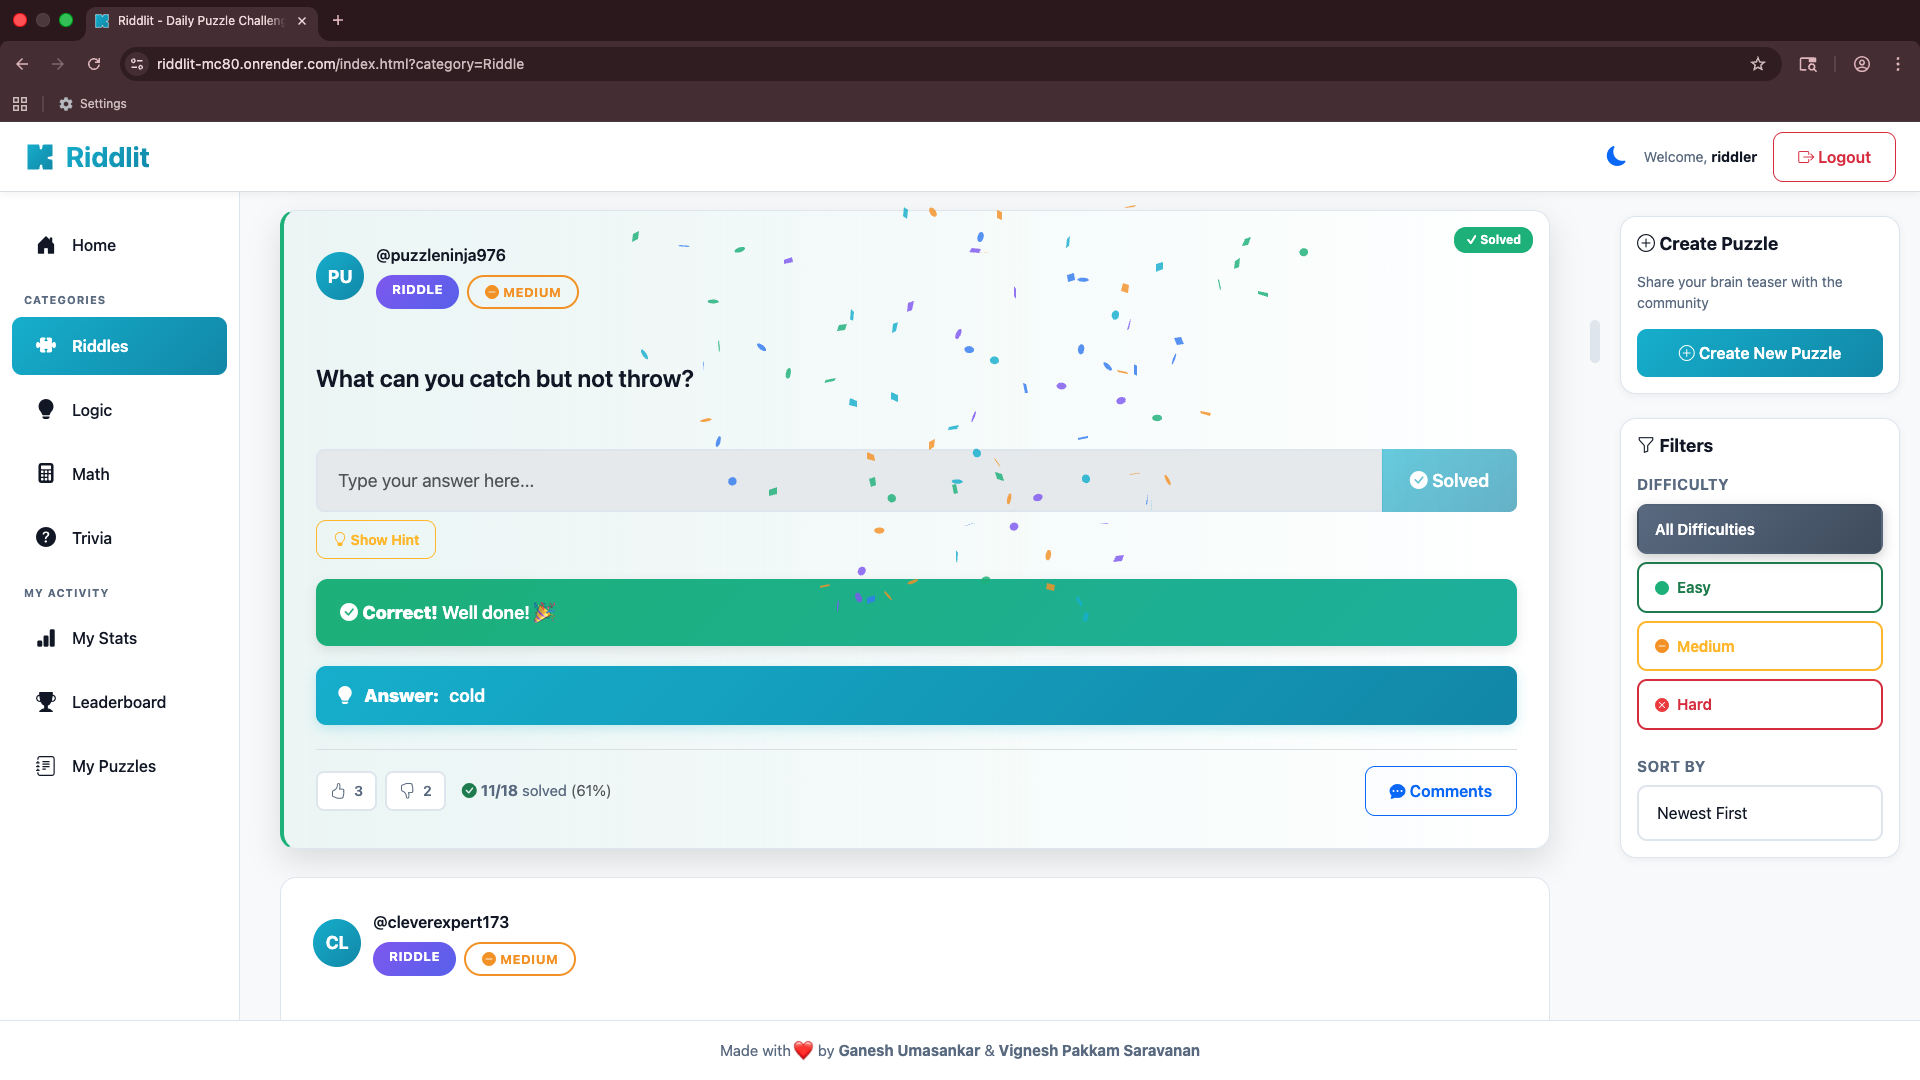 Riddlit - Daily Puzzle Challeng
riddlit-mc80.onrender.com/index.html?category=Riddle
Settings
Riddlit
Welcome, riddler
Logout
Home
CATEGORIES
Riddles
Logic
Math
Trivia
MY ACTIVITY
My Stats
Leaderboard
My Puzzles
Solved
PU
@puzzleninja976
RIDDLE
MEDIUM
What can you catch but not throw?
Type your answer here...
Solved
Show Hint
Correct! Well done! 🎉
Answer: cold
3
2
11/18 solved (61%)
Comments
CL
@cleverexpert173
RIDDLE
MEDIUM
Create Puzzle
Share your brain teaser with the
community
Create New Puzzle
Filters
DIFFICULTY
All Difficulties
Easy
Medium
Hard
SORT BY
Newest First
Made with ❤️ by Ganesh Umasankar & Vignesh Pakkam Saravanan